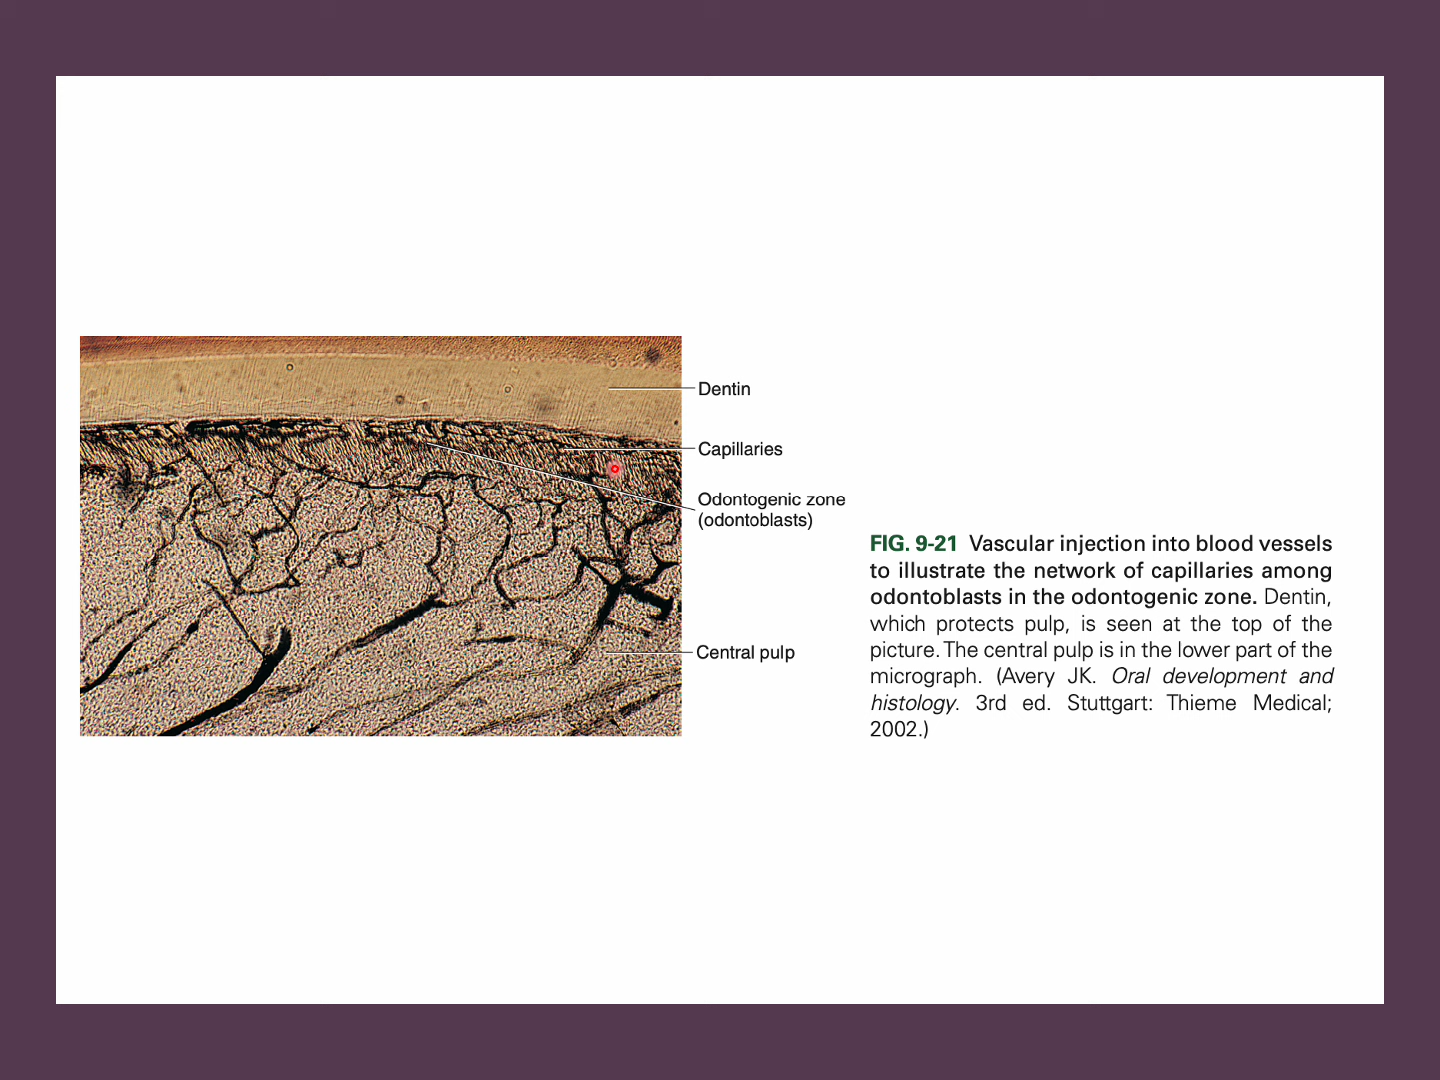 Dentin
Capillaries
Odontogenic zone
(odontoblasts)
Central pulp
FIG. 9-21 Vascular injection into blood vessels
to illustrate the network of capillaries among
odontoblasts in the odontogenic zone. Dentin,
which protects pulp, is seen at the top of the
picture. The central pulp is in the lower part of the
micrograph. (Avery JK. Oral development and
histology. 3rd ed. Stuttgart: Thieme Medical;
2002.)